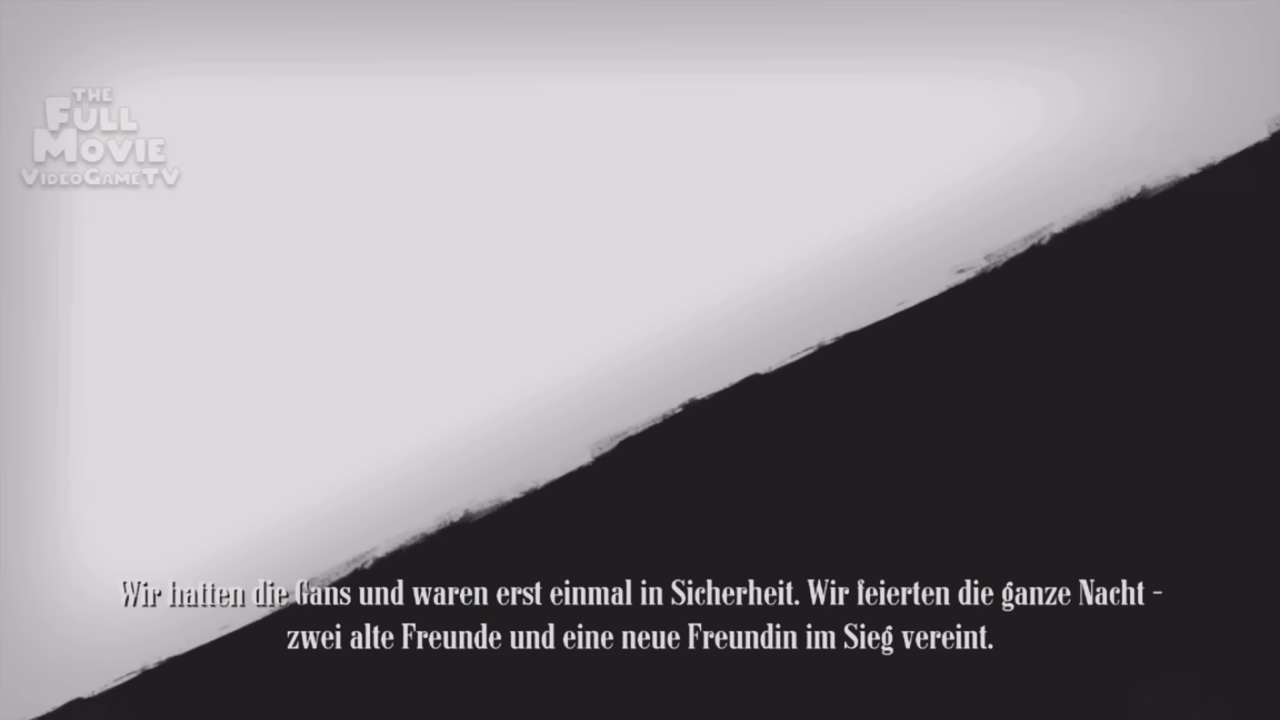 THE
FULL
MOVIE
VIDEOGAMETV
Wir hatten die Gans und waren erst einmal in Sicherheit. Wir feierten die ganze Nacht -
zwei alte Freunde und eine neue Freundin im Sieg vereint.